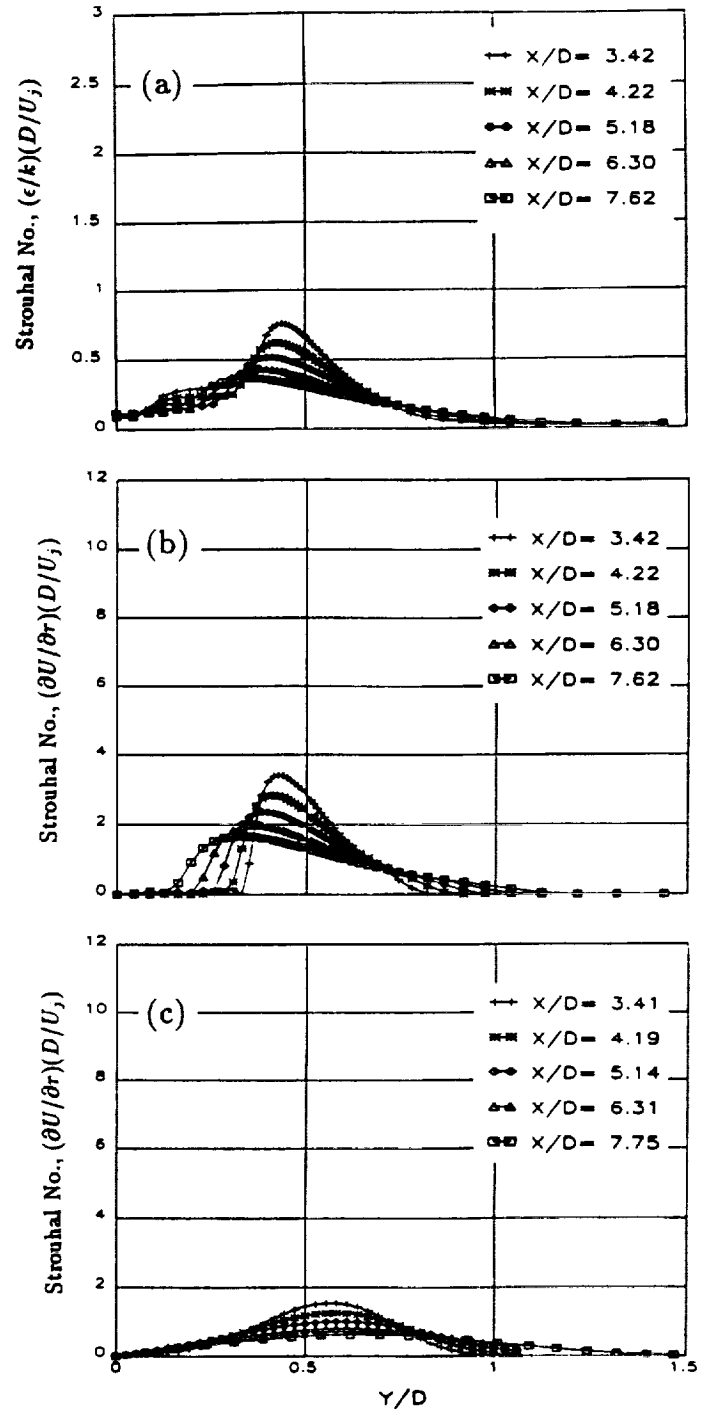 3
2.5
2
1.5
1
0.5
0
Strouhal No., (ϵ/k)(D/U_j)
(a)
X/D= 3.42
X/D= 4.22
X/D= 5.18
X/D= 6.30
X/D= 7.62
12
10
8
6
4
2
0
Strouhal No., (∂U/∂r)(D/U_j)
(b)
X/D= 3.42
X/D= 4.22
X/D= 5.18
X/D= 6.30
X/D= 7.62
12
10
8
6
4
2
0
Strouhal No., (∂U/∂r)(D/U_j)
(c)
X/D= 3.41
X/D= 4.19
X/D= 5.14
X/D= 6.31
X/D= 7.75
0
0.5
1
1.5
Y/D